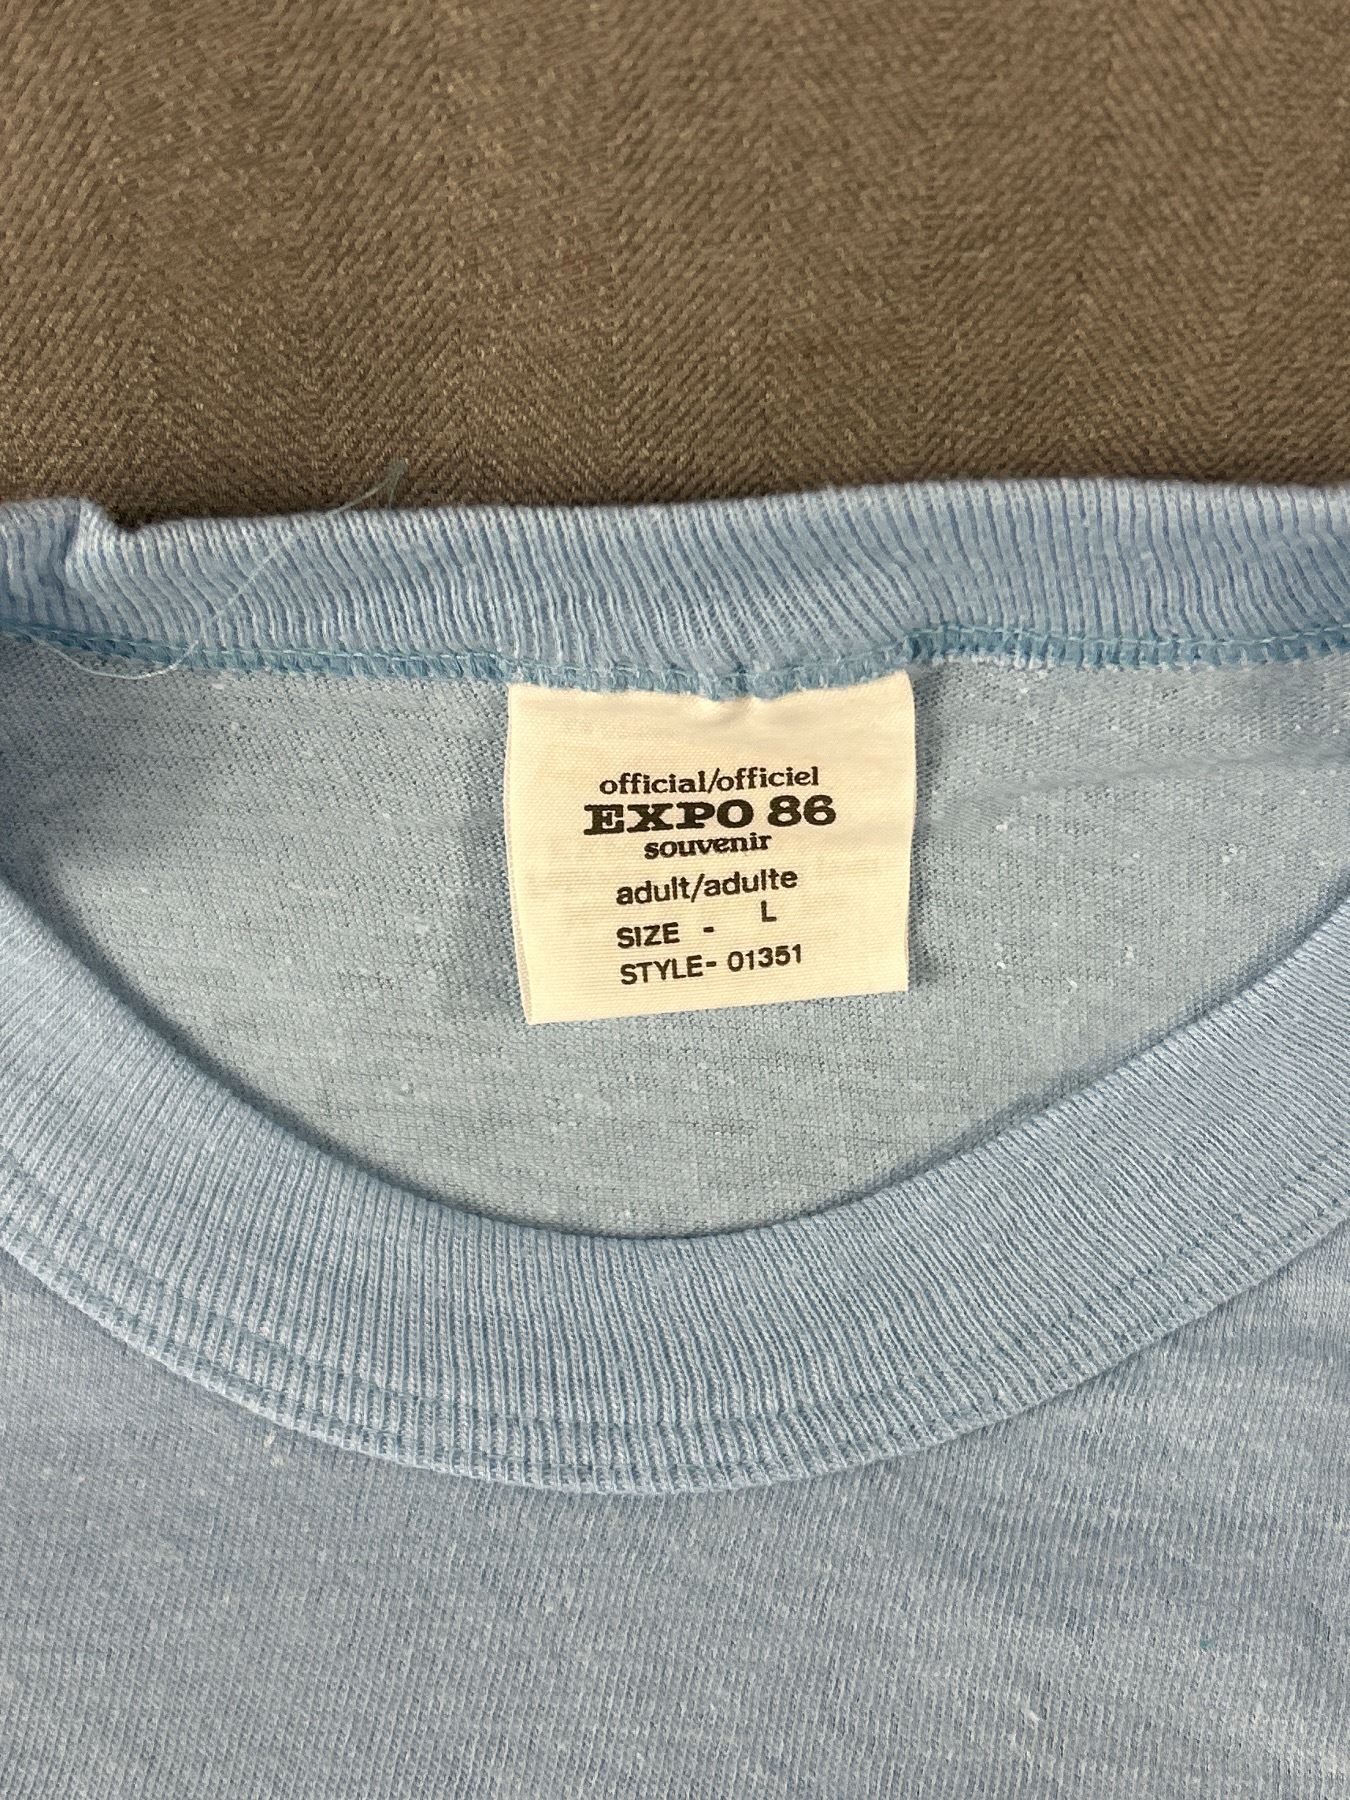 official/officiel
EXPO 86
souvenir
adult/adulte
SIZE - L
STYLE- 01351